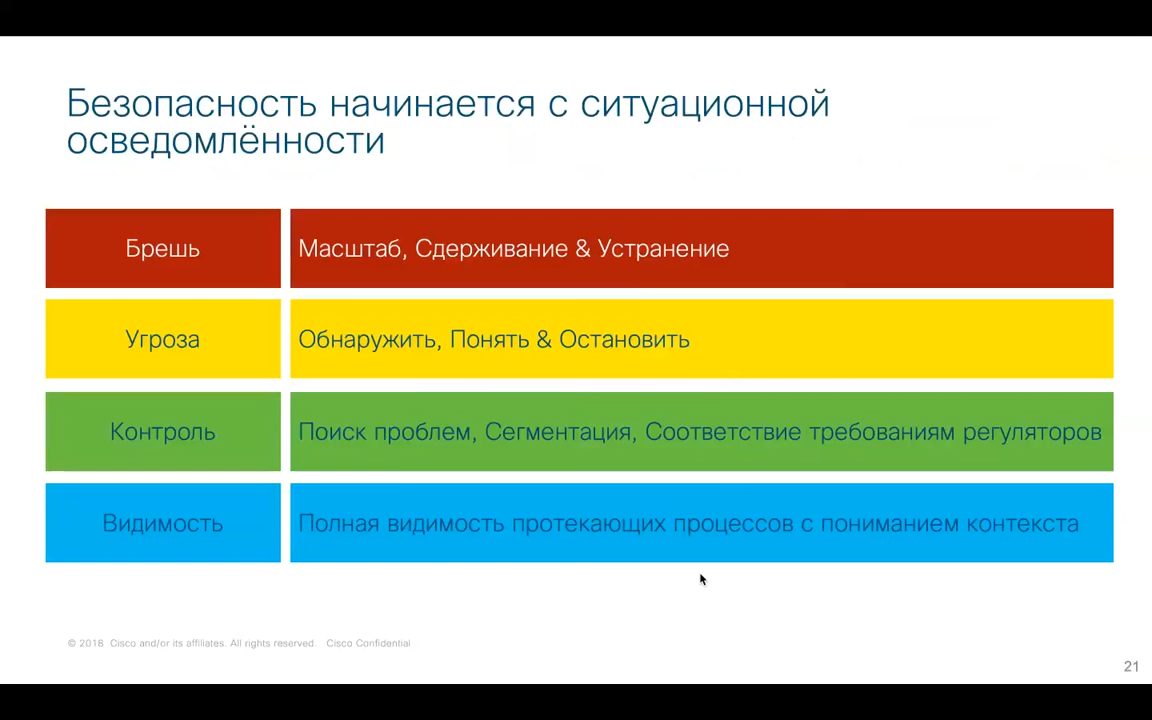 Безопасность начинается с ситуационной
осведомлённости
Брешь
Масштаб, Сдерживание & Устранение
Угроза
Обнаружить, Понять & Остановить
Контроль
Поиск проблем, Сегментация, Соответствие требованиям регуляторов
Видимость
Полная видимость протекающих процессов с пониманием контекста
© 2018 Cisco and/or its affiliates. All rights reserved. Cisco Confidential
21